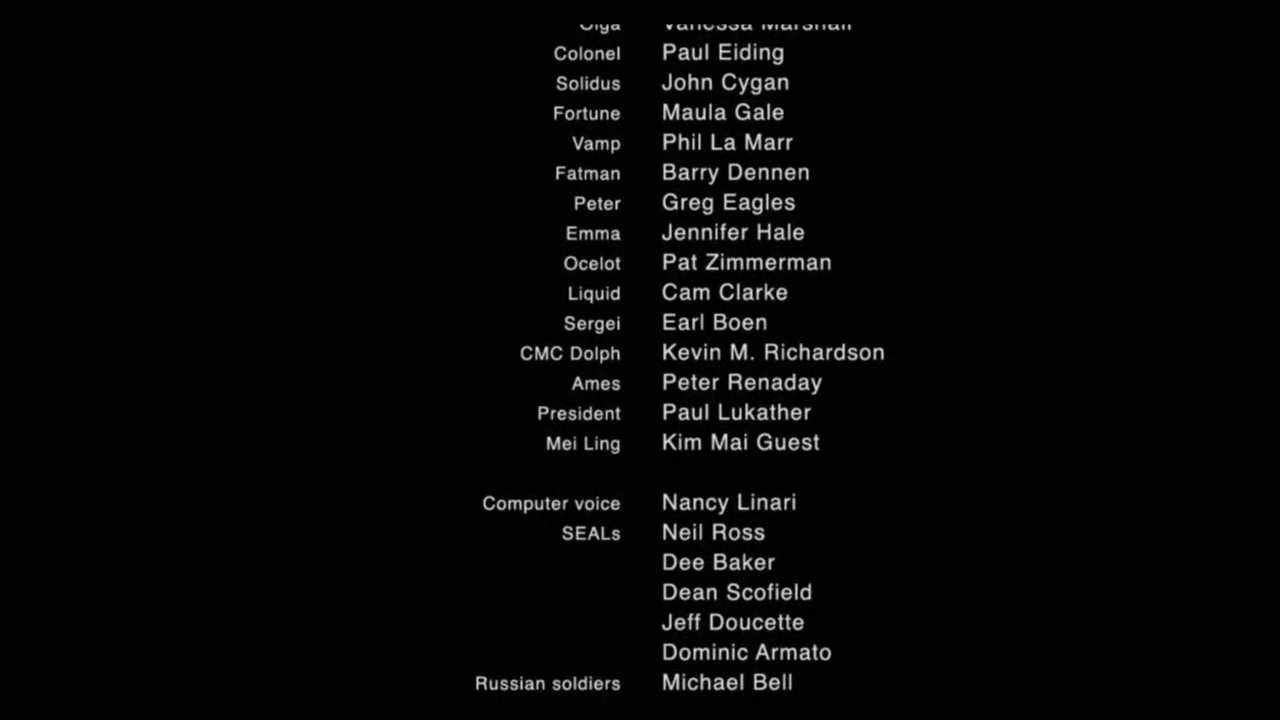 Olga Vanessa Marshall
Colonel Paul Eiding
Solidus John Cygan
Fortune Maula Gale
Vamp Phil La Marr
Fatman Barry Dennen
Peter Greg Eagles
Emma Jennifer Hale
Ocelot Pat Zimmerman
Liquid Cam Clarke
Sergei Earl Boen
CMC Dolph Kevin M. Richardson
Ames Peter Renaday
President Paul Lukather
Mei Ling Kim Mai Guest
Computer voice Nancy Linari
SEALs Neil Ross
Dee Baker
Dean Scofield
Jeff Doucette
Dominic Armato
Russian soldiers Michael Bell